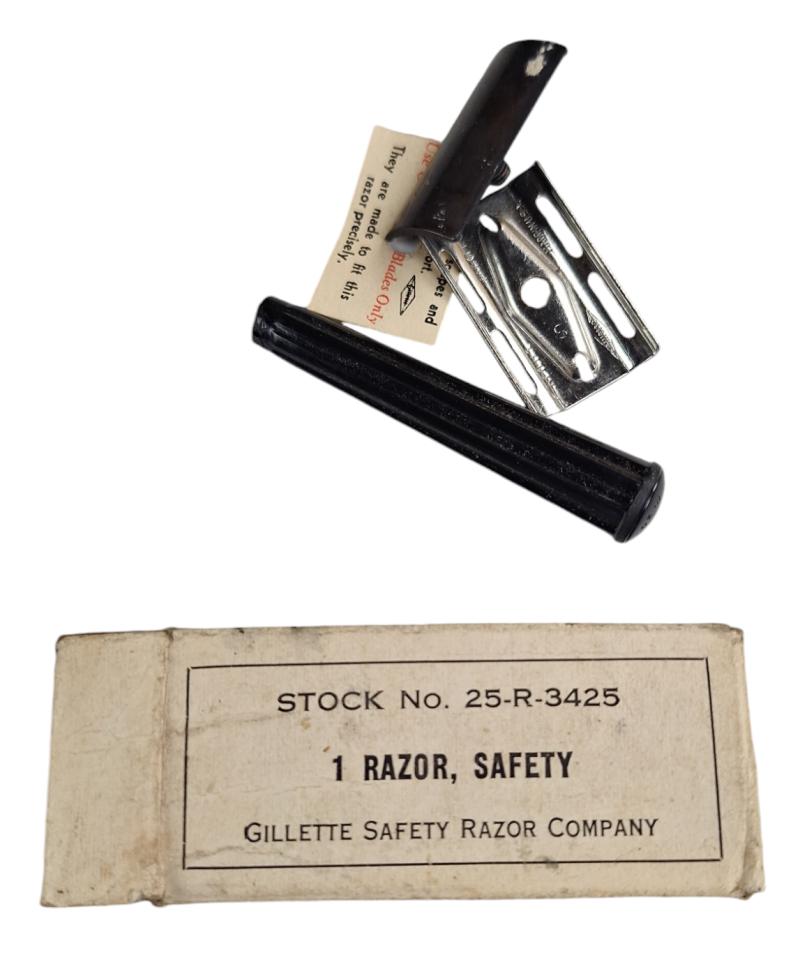 Blades Only
They are made to fit this
razor precisely.
STOCK No. 25-R-3425
1 RAZOR, SAFETY
GILLETTE SAFETY RAZOR COMPANY